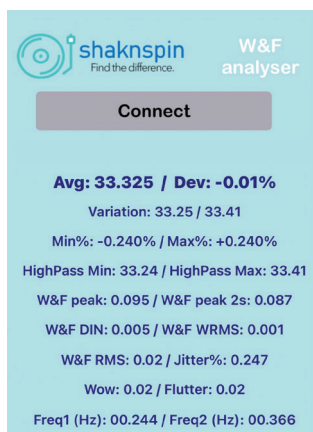 shaknspin
Find the difference.
W&F
analyser
Connect
Avg: 33.325 / Dev: -0.01%
Variation: 33.25 / 33.41
Min%: -0.240% / Max%: +0.240%
HighPass Min: 33.24 / HighPass Max: 33.41
W&F peak: 0.095 / W&F peak 2s: 0.087
W&F DIN: 0.005 / W&F WRMS: 0.001
W&F RMS: 0.02 / Jitter%: 0.247
Wow: 0.02 / Flutter: 0.02
Freq1 (Hz): 00.244 / Freq2 (Hz): 00.366